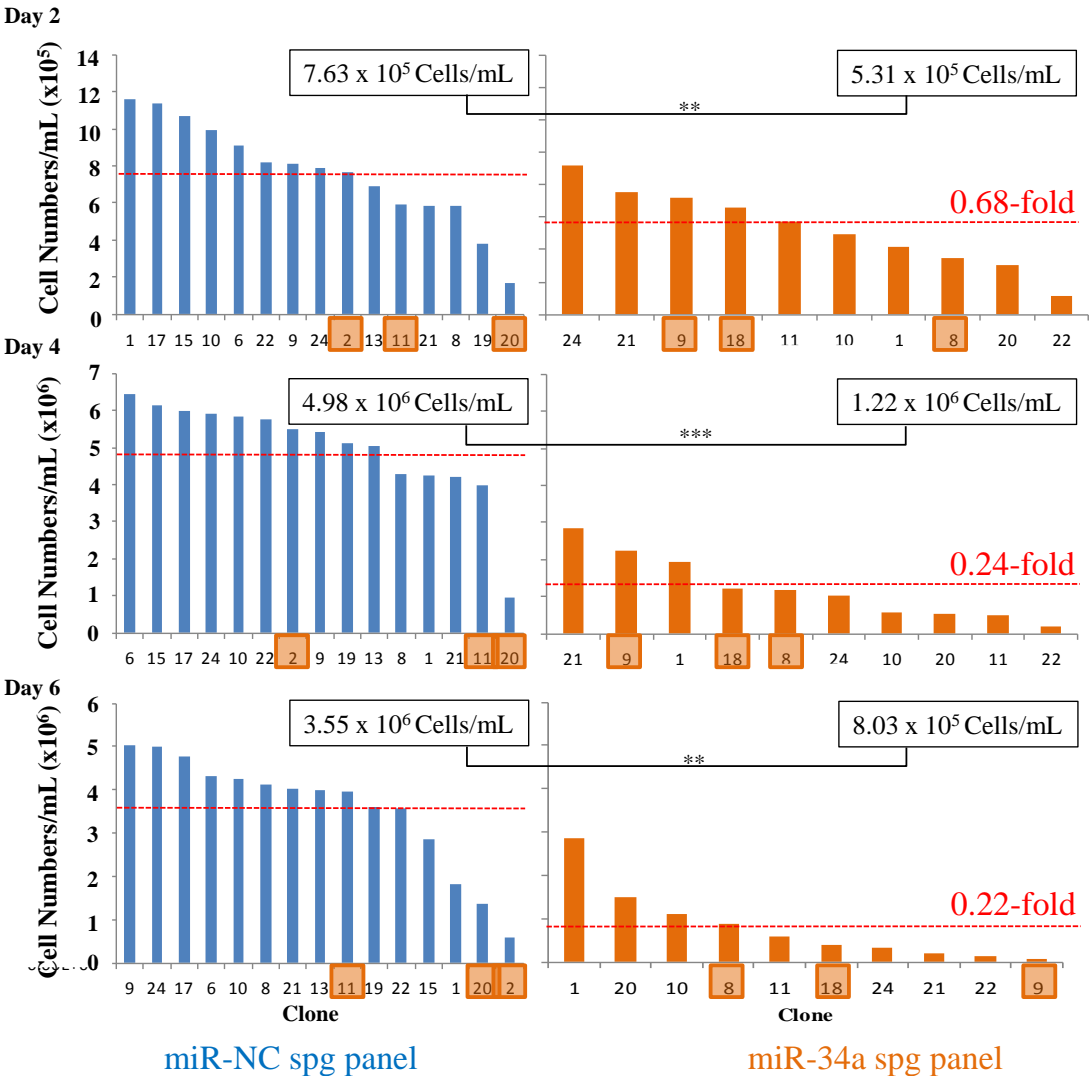 Day 2
Cell Numbers/mL (x10⁵)
14
12
10
8
6
4
2
0
7.63 x 10⁵ Cells/mL
**
5.31 x 10⁵ Cells/mL
0.68-fold
1 17 15 10 6 22 9 24 2 13 11 21 8 19 20
24 21 9 18 11 10 1 8 20 22
Day 4
Cell Numbers/mL (x10⁶)
7
6
5
4
3
2
1
0
4.98 x 10⁶ Cells/mL
***
1.22 x 10⁶ Cells/mL
0.24-fold
6 15 17 24 10 22 2 9 19 13 8 1 21 11 20
21 9 1 18 8 24 10 20 11 22
Day 6
Cell Numbers/mL (x10⁶)
6
5
4
3
2
1
0
3.55 x 10⁶ Cells/mL
**
8.03 x 10⁵ Cells/mL
0.22-fold
9 24 17 6 10 8 21 13 11 19 22 15 1 20 2
1 20 10 8 11 18 24 21 22 9
Clone
Clone
miR-NC spg panel
miR-34a spg panel